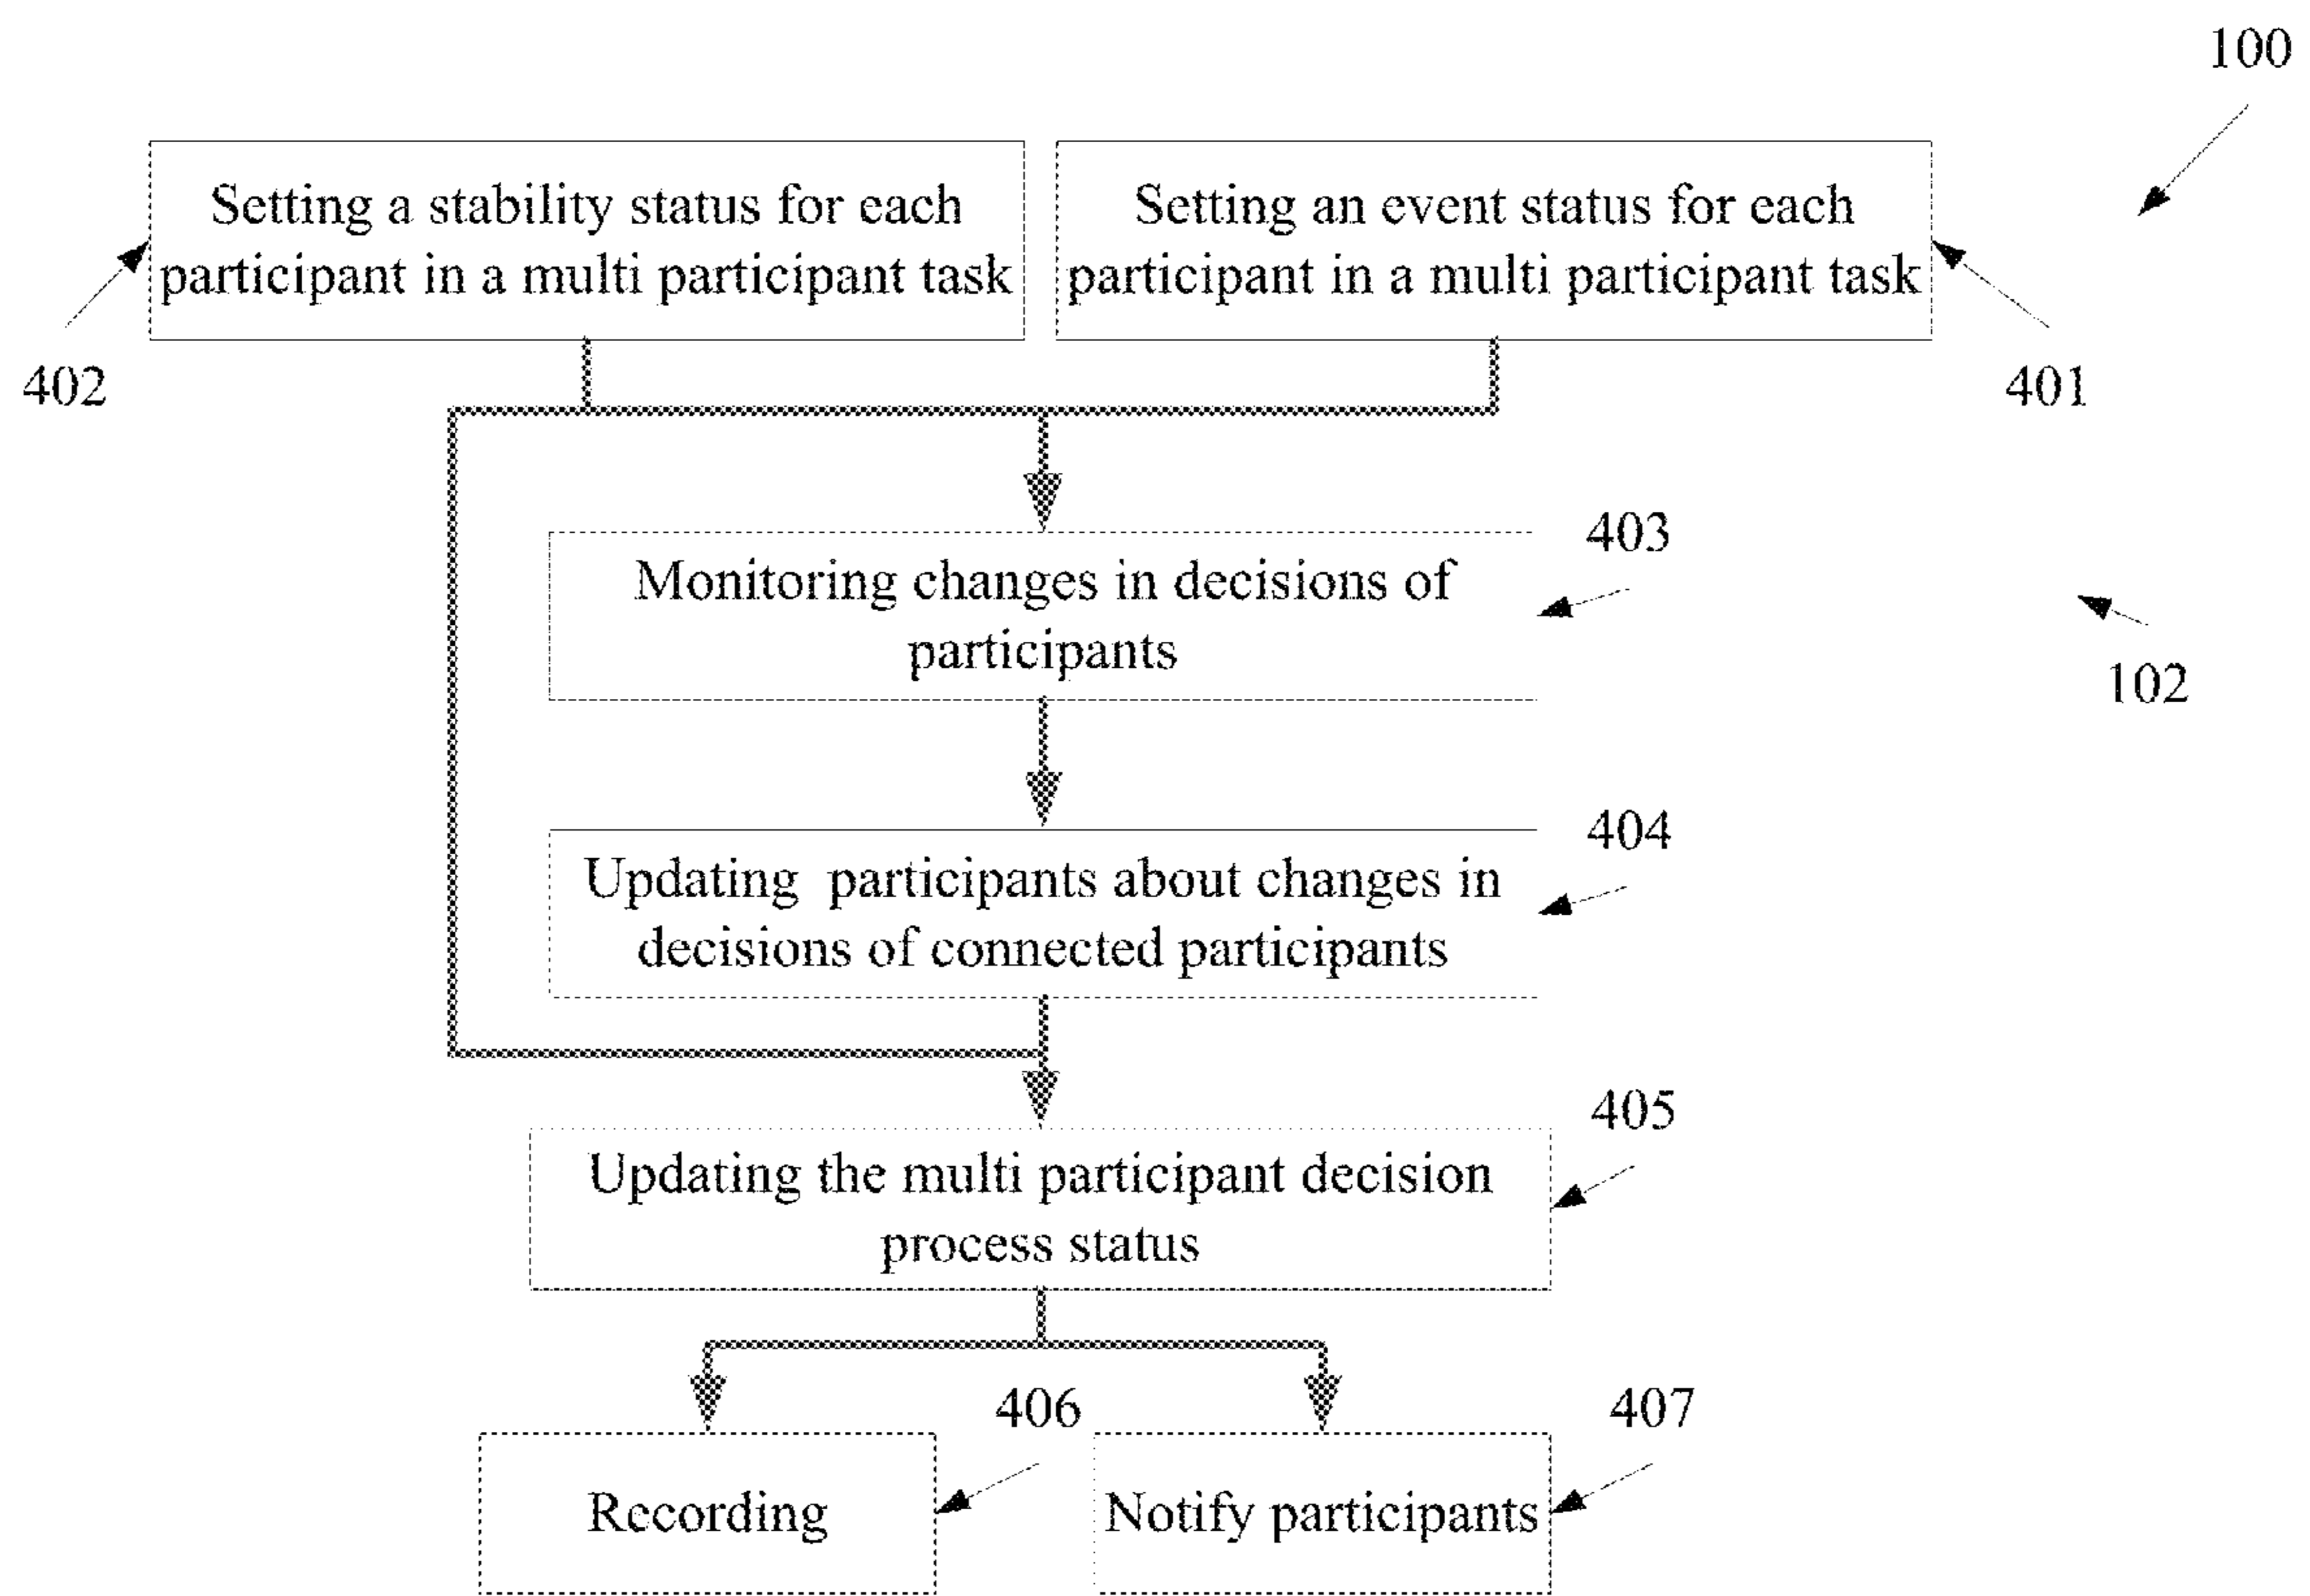 100
Setting a stability status for each
participant in a multi participant task
Setting an event status for each
participant in a multi participant task
402
401
403
Monitoring changes in decisions of
participants
102
404
Updating participants about changes in
decisions of connected participants
405
Updating the multi participant decision
process status
406
407
Recording
Notify participants